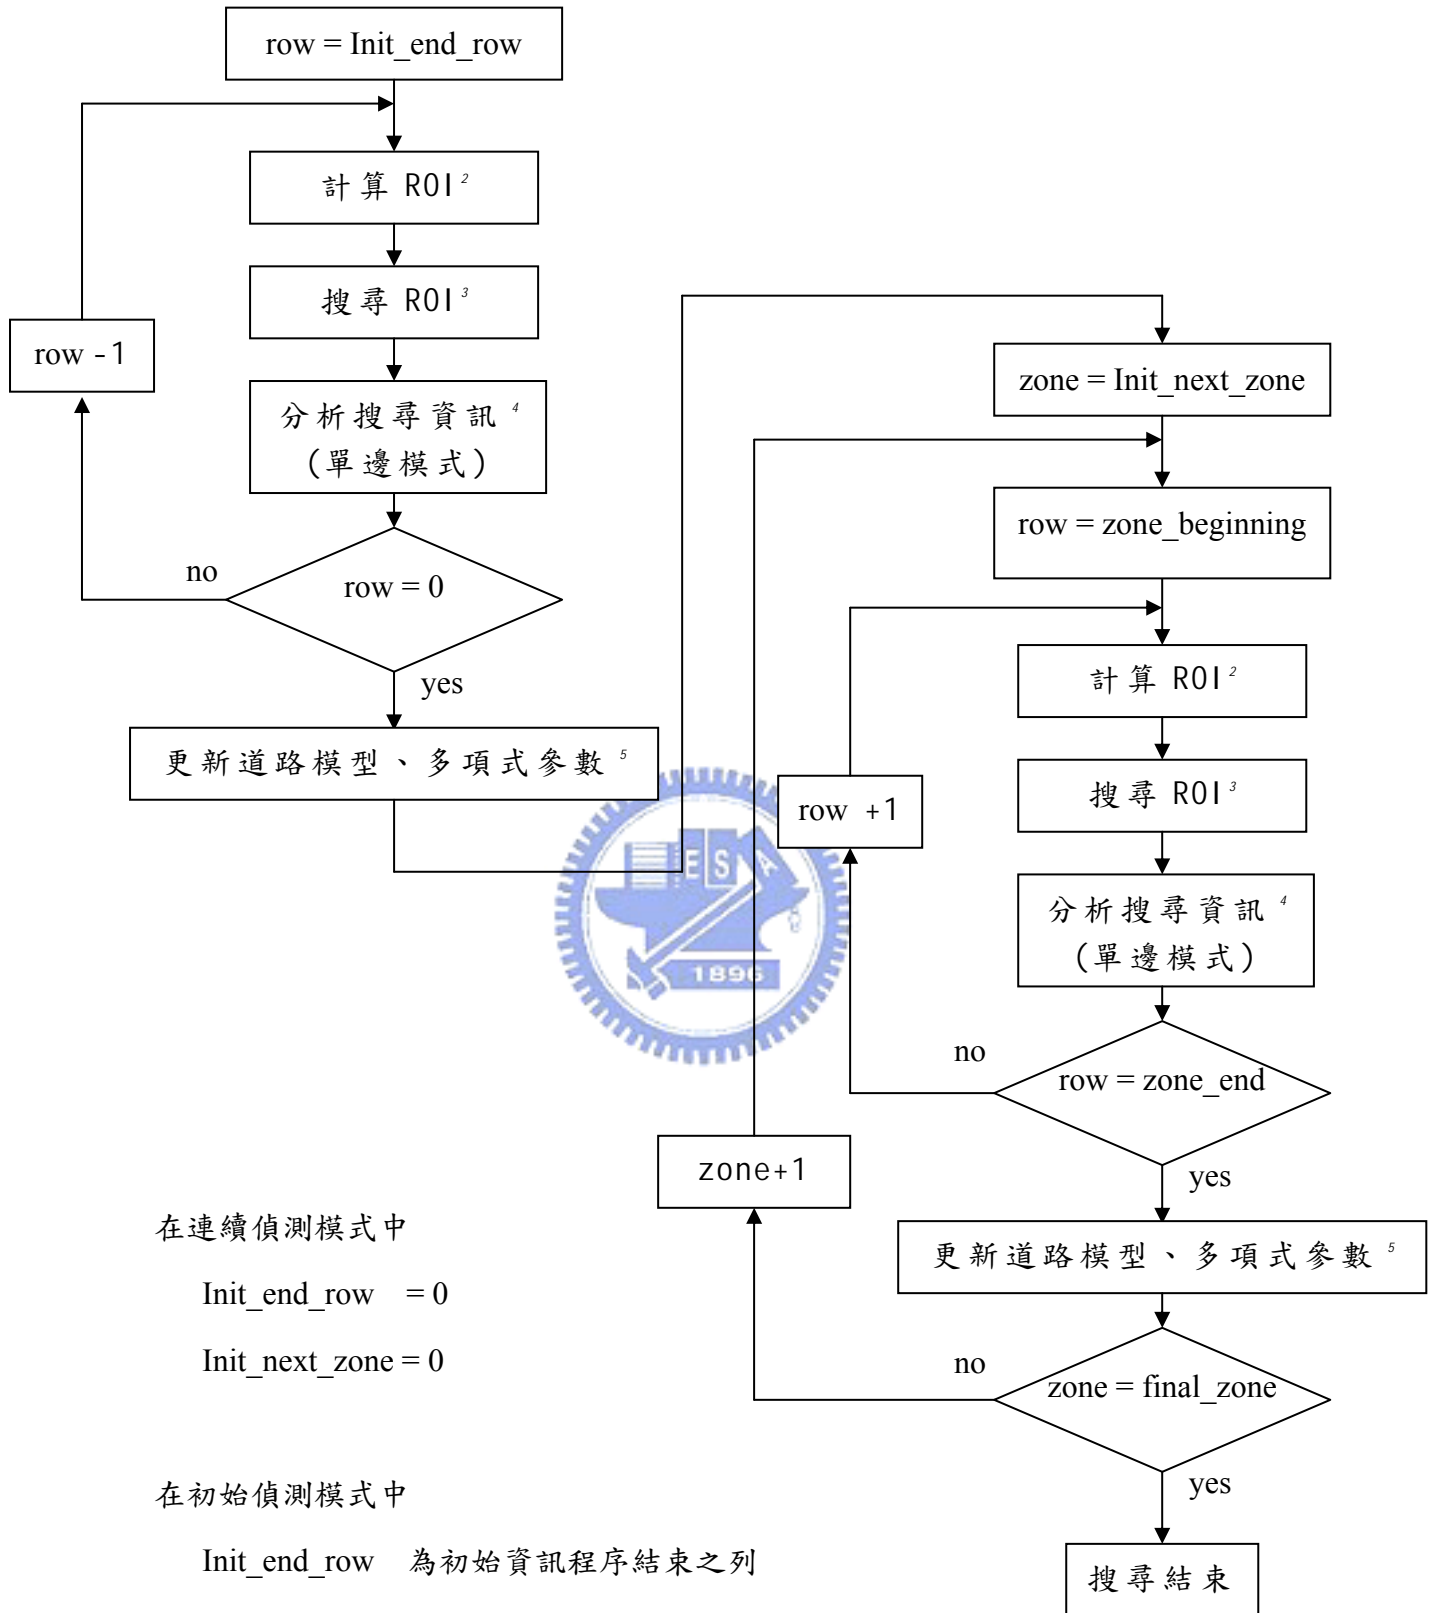 row = Init_end_row
計算 ROI²
搜尋 ROI³
row -1
分析搜尋資訊⁴
(單邊模式)
no
row = 0
yes
更新道路模型、多項式參數⁵
zone = Init_next_zone
row = zone_beginning
計算 ROI²
搜尋 ROI³
row +1
分析搜尋資訊⁴
(單邊模式)
no
row = zone_end
yes
zone+1
更新道路模型、多項式參數⁵
no
zone = final_zone
yes
搜尋結束
在連續偵測模式中
Init_end_row = 0
Init_next_zone = 0
在初始偵測模式中
Init_end_row 為初始資訊程序結束之列
E S A
1896